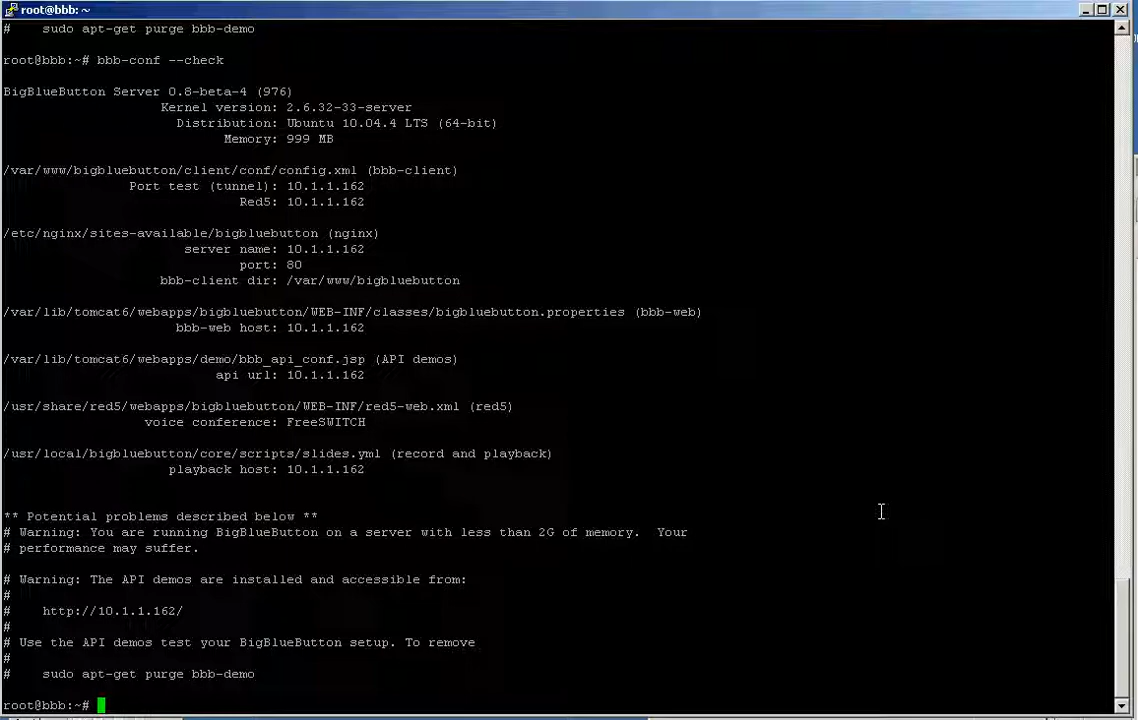 root@bbb:~
#    sudo apt-get purge bbb-demo
root@bbb:~# bbb-conf --check
BigBlueButton Server 0.8-beta-4 (976)
Kernel version: 2.6.32-33-server
Distribution: Ubuntu 10.04.4 LTS (64-bit)
Memory: 999 MB
/var/www/bigbluebutton/client/conf/config.xml (bbb-client)
Port test (tunnel): 10.1.1.162
Red5: 10.1.1.162
/etc/nginx/sites-available/bigbluebutton (nginx)
server name: 10.1.1.162
port: 80
bbb-client dir: /var/www/bigbluebutton
/var/lib/tomcat6/webapps/bigbluebutton/WEB-INF/classes/bigbluebutton.properties (bbb-web)
bbb-web host: 10.1.1.162
/var/lib/tomcat6/webapps/demo/bbb_api_conf.jsp (API demos)
api url: 10.1.1.162
/usr/share/red5/webapps/bigbluebutton/WEB-INF/red5-web.xml (red5)
voice conference: FreeSWITCH
/usr/local/bigbluebutton/core/scripts/slides.yml (record and playback)
playback host: 10.1.1.162
** Potential problems described below **
# Warning: You are running BigBlueButton on a server with less than 2G of memory.  Your
# performance may suffer.
# Warning: The API demos are installed and accessible from:
#
#    http://10.1.1.162/
#
# Use the API demos test your BigBlueButton setup. To remove
#
#    sudo apt-get purge bbb-demo
root@bbb:~#